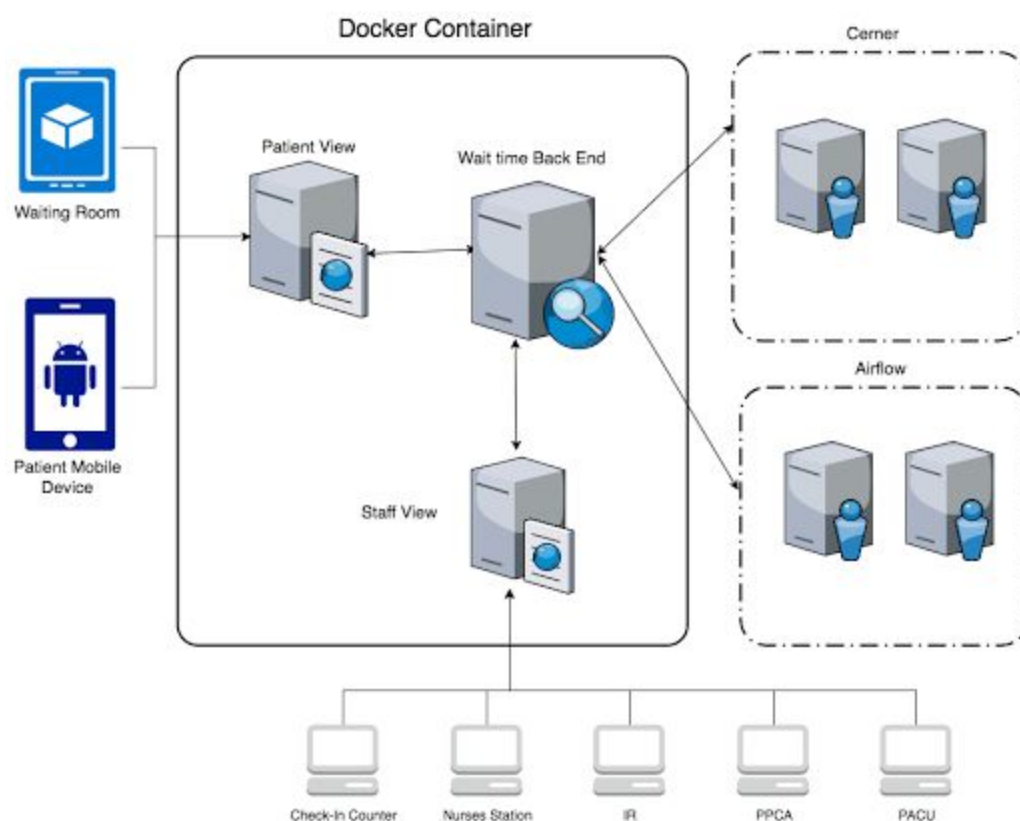 Docker Container
Cerner
Patient View
Wait time Back End
Waiting Room
Airflow
Patient Mobile
Device
Staff View
Check-In Counter
Nurses Station
IR
PPCA
PACU